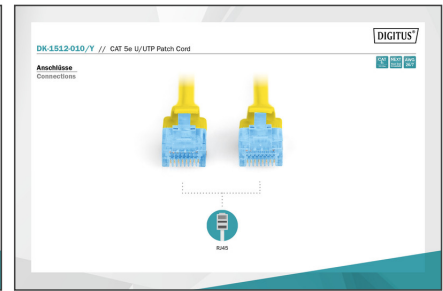 DIGITUS®
DK-1512-010/Y // CAT 5e U/UTP Patch Cord
Anschlüsse
Connections
RJ45